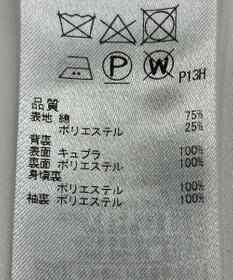 P
W
P13H
品質
表地 綿 75%
ポリエステル 25%
背裏
表面 キュプラ 100%
裏面 ポリエステル 100%
身頃裏
ポリエステル 100%
袖裏 ポリエステル 100%